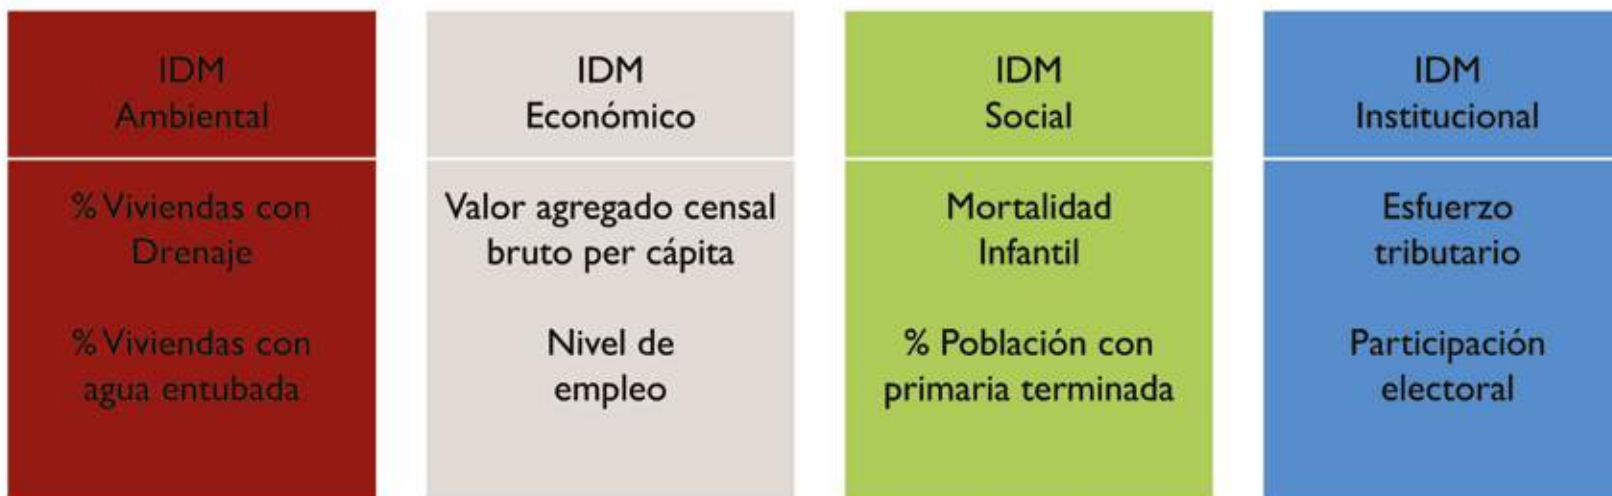 IDM
Ambiental
% Viviendas con
Drenaje
% Viviendas con
agua entubada
IDM
Económico
Valor agregado censal
bruto per cápita
Nivel de
empleo
IDM
Social
Mortalidad
Infantil
% Población con
primaria terminada
IDM
Institucional
Esfuerzo
tributario
Participación
electoral